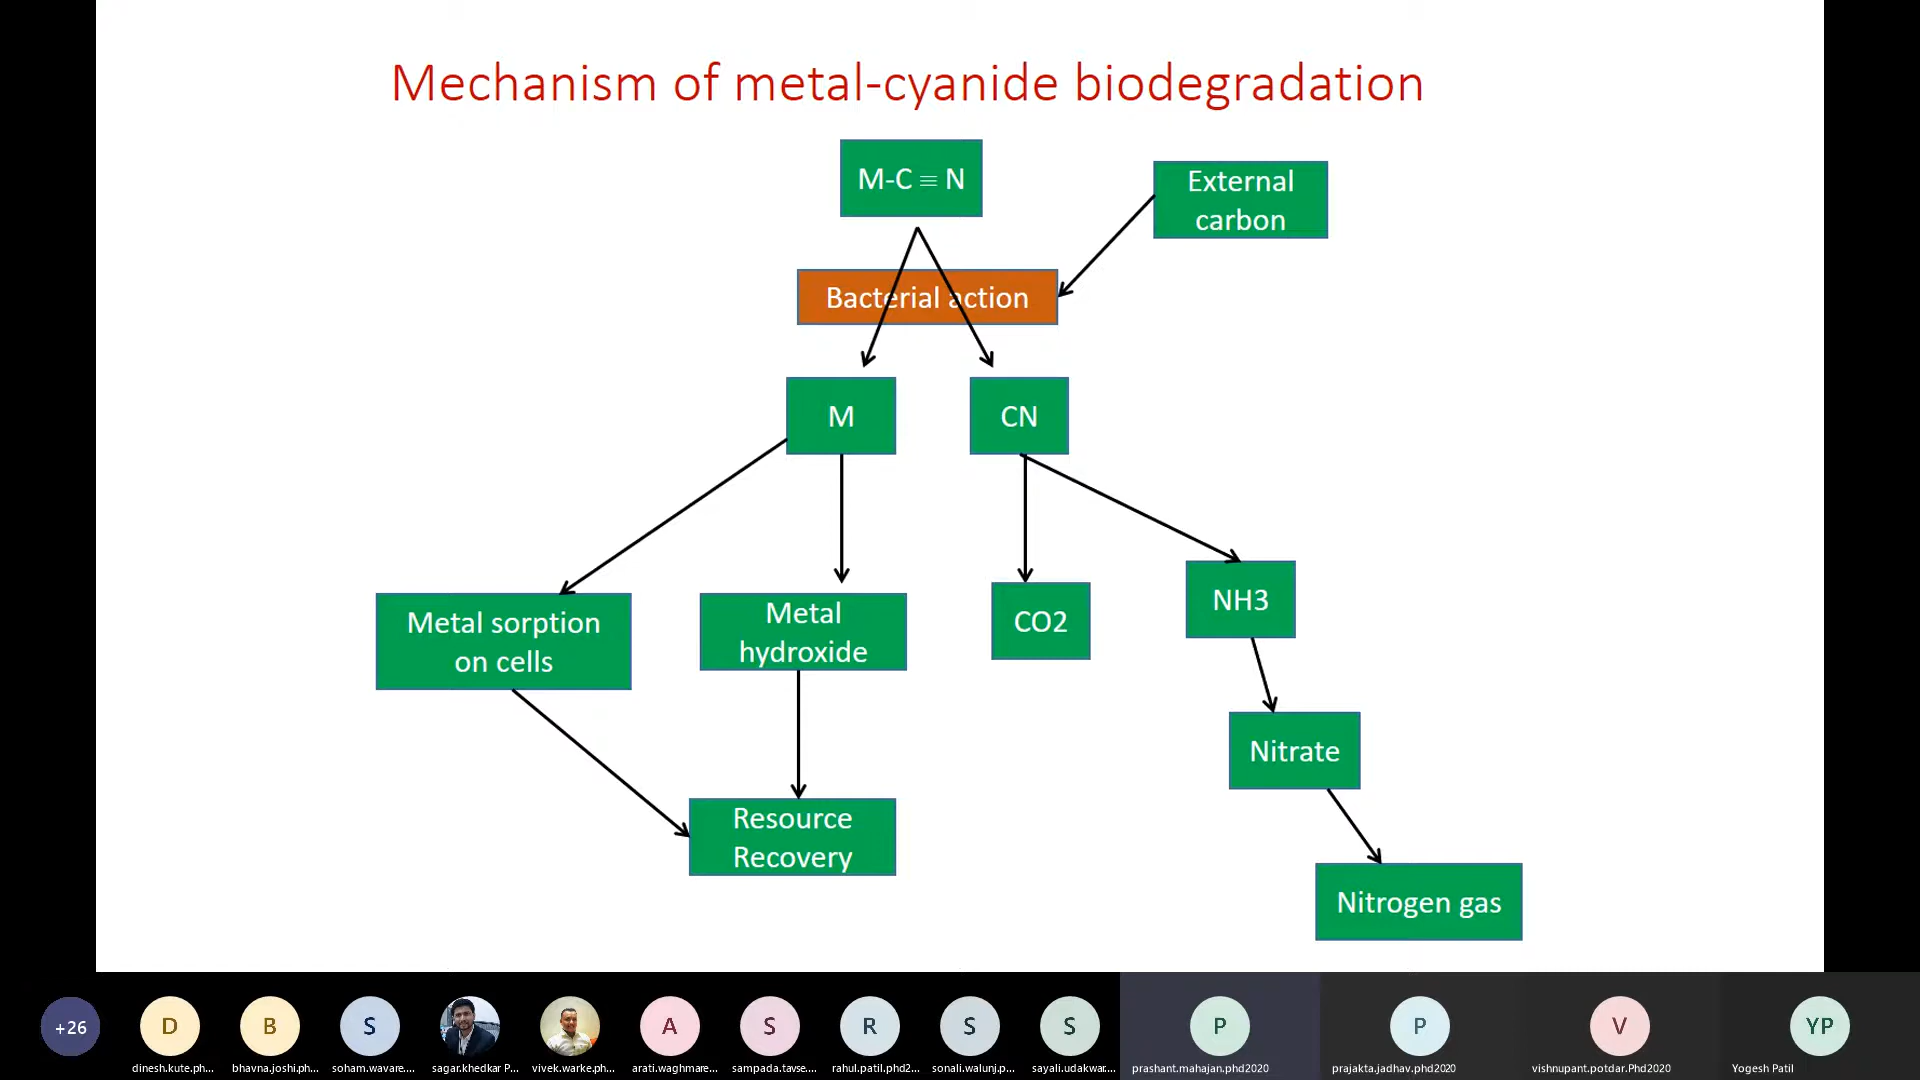 Mechanism of metal-cyanide biodegradation
M-C ≡ N
External
carbon
Bacterial action
M
CN
Metal sorption
on cells
Metal
hydroxide
CO2
NH3
Nitrate
Resource
Recovery
Nitrogen gas
+26
D
B
S
A
S
R
S
S
P
P
V
YP
dinesh.kute.ph...
bhavna.joshi.ph...
soham.wavare....
sagar.khedkar P...
vivek.warke.ph...
arati.waghmare...
sampada.tavse....
rahul.patil.phd2...
sonali.walunj.p...
sayali.udakwar....
prashant.mahajan.phd2020
prajakta.jadhav.phd2020
vishnupant.potdar.Phd2020
Yogesh Patil